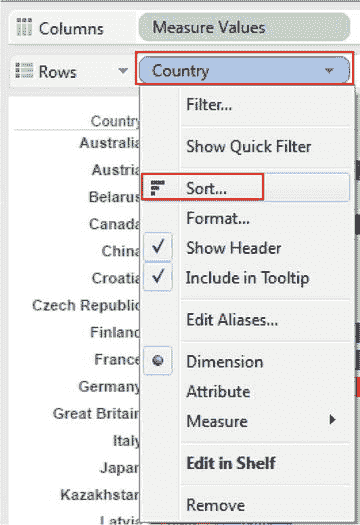 Columns Measure Values
Rows Country
Filter...
Country
Show Quick Filter
Australia
Austria
Sort...
Belarus
Format...
Canada
Show Header
China
Include in Tooltip
Croatia
Czech Republic
Edit Aliases...
Finland
France
Dimension
Germany
Attribute
Great Britain
Measure
Italy
Japan
Edit in Shelf
Kazakhstan
Remove
Latvia